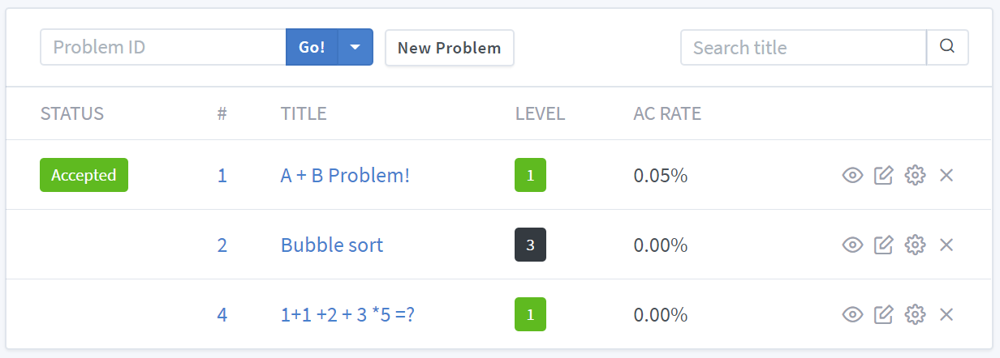 Problem ID Go! New Problem Search title
STATUS # TITLE LEVEL AC RATE
Accepted 1 A + B Problem! 1 0.05%
2 Bubble sort 3 0.00%
4 1+1 +2 + 3 *5 =? 1 0.00%